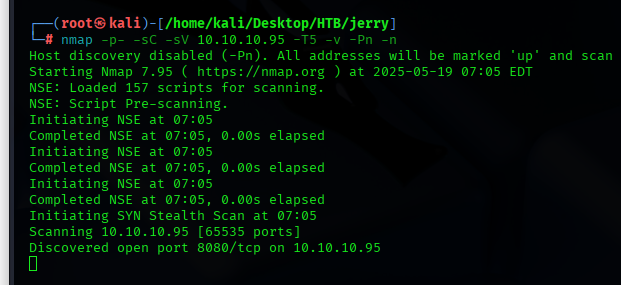 ┌──(root㉿kali)-[/home/kali/Desktop/HTB/jerry]
└─# nmap -p- -sC -sV 10.10.10.95 -T5 -v -Pn -n
Host discovery disabled (-Pn). All addresses will be marked 'up' and scan
Starting Nmap 7.95 ( https://nmap.org ) at 2025-05-19 07:05 EDT
NSE: Loaded 157 scripts for scanning.
NSE: Script Pre-scanning.
Initiating NSE at 07:05
Completed NSE at 07:05, 0.00s elapsed
Initiating NSE at 07:05
Completed NSE at 07:05, 0.00s elapsed
Initiating NSE at 07:05
Completed NSE at 07:05, 0.00s elapsed
Initiating SYN Stealth Scan at 07:05
Scanning 10.10.10.95 [65535 ports]
Discovered open port 8080/tcp on 10.10.10.95